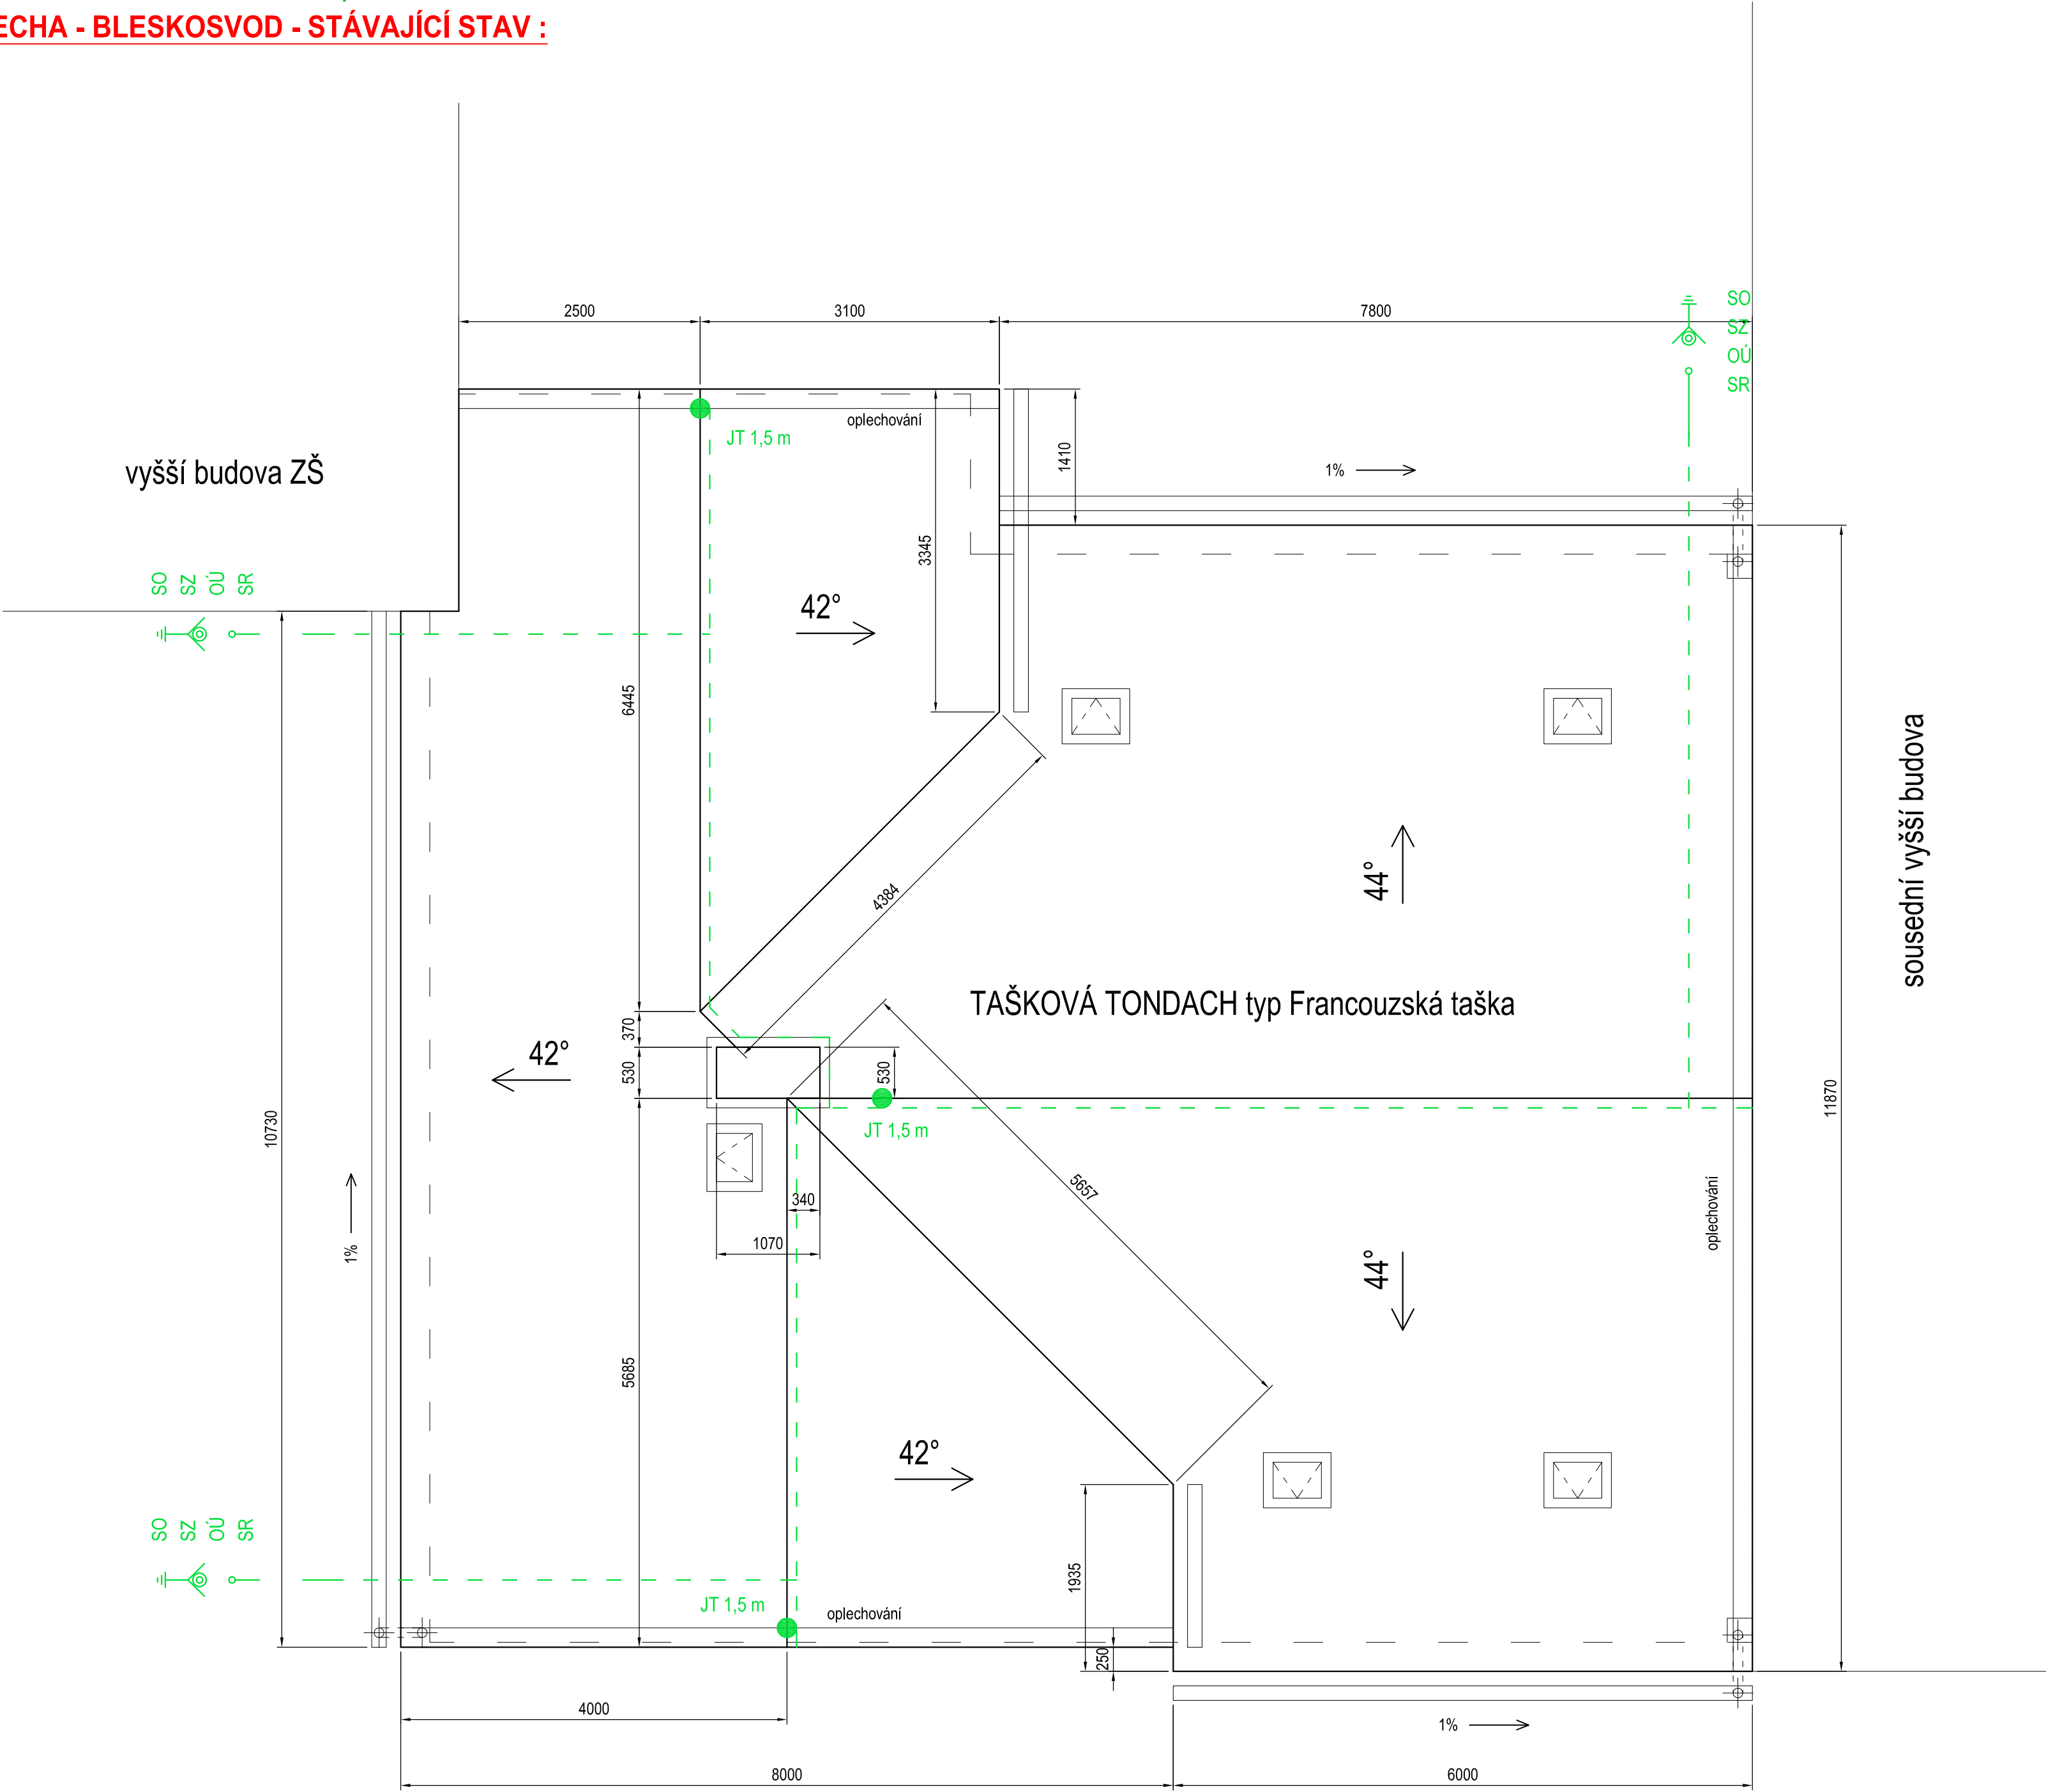 ECHA - BLESKOSVOD - STÁVAJÍCÍ STAV :
SO
SZ
OÚ
SR
2500
3100
7800
JT 1,5 m
oplechování
1410
1%
vyšší budova ZŠ
3345
SO
SZ
OÚ
SR
42°
6445
4384
44°
sousední vyšší budova
TAŠKOVÁ TONDACH typ Francouzská taška
370
42°
530
530
10730
11870
JT 1,5 m
5657
340
1070
oplechování
1%
44°
5685
42°
SO
SZ
OÚ
SR
1935
JT 1,5 m
oplechování
250
4000
1%
8000
6000